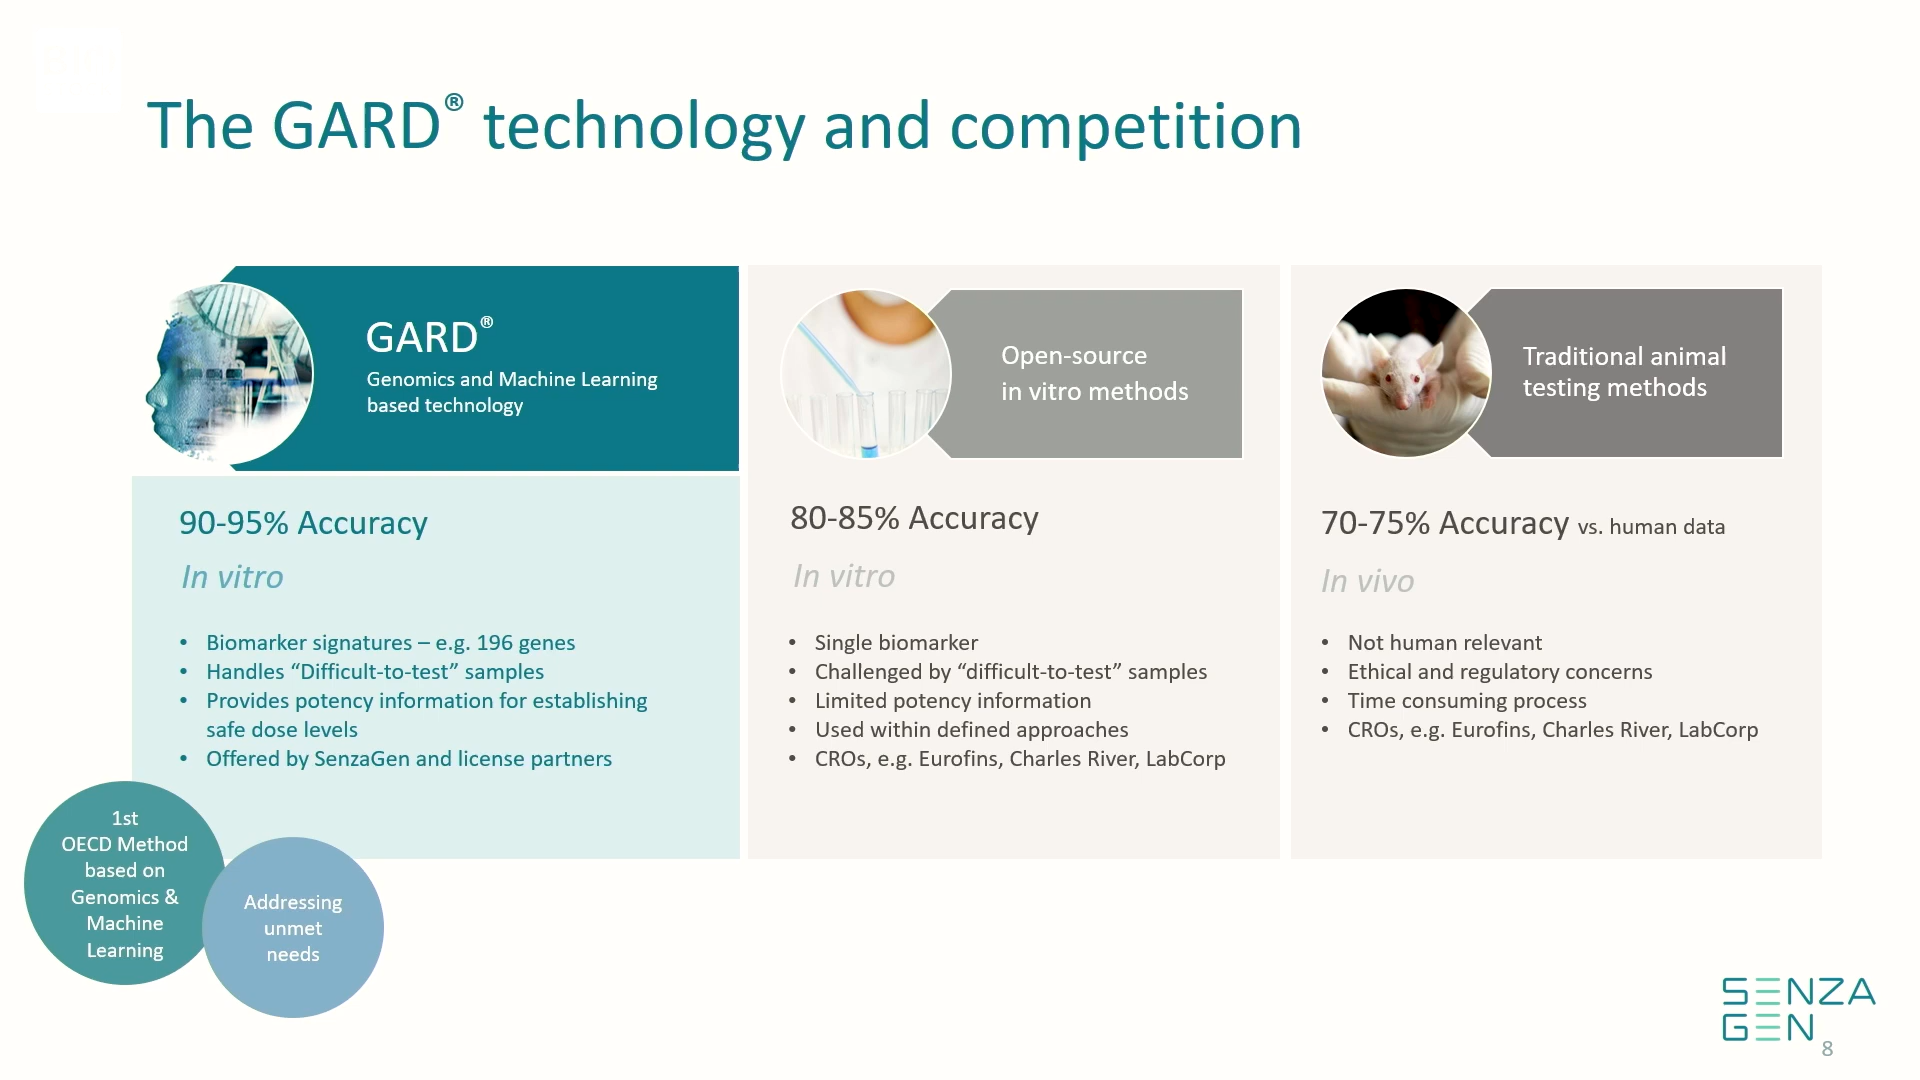 The GARD® technology and competition
GARD®
Genomics and Machine Learning
based technology
90-95% Accuracy
In vitro
• Biomarker signatures – e.g. 196 genes
• Handles “Difficult-to-test” samples
• Provides potency information for establishing
safe dose levels
• Offered by SenzaGen and license partners
1st
OECD Method
based on
Genomics &
Machine
Learning
Addressing
unmet
needs
Open-source
in vitro methods
80-85% Accuracy
In vitro
• Single biomarker
• Challenged by “difficult-to-test” samples
• Limited potency information
• Used within defined approaches
• CROs, e.g. Eurofins, Charles River, LabCorp
Traditional animal
testing methods
70-75% Accuracy vs. human data
In vivo
• Not human relevant
• Ethical and regulatory concerns
• Time consuming process
• CROs, e.g. Eurofins, Charles River, LabCorp
SENZA
GEN
8